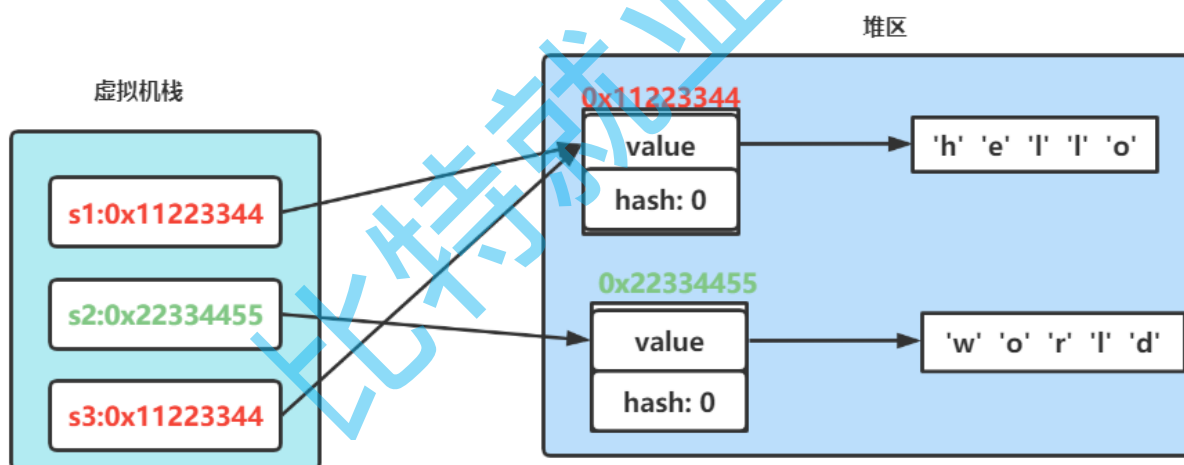 堆区
虚拟机栈
0x11223344
value
'h' 'e' 'l' 'l' 'o'
hash: 0
s1:0x11223344
0x22334455
s2:0x22334455
value
'w' 'o' 'r' 'l' 'd'
hash: 0
s3:0x11223344
比特就业